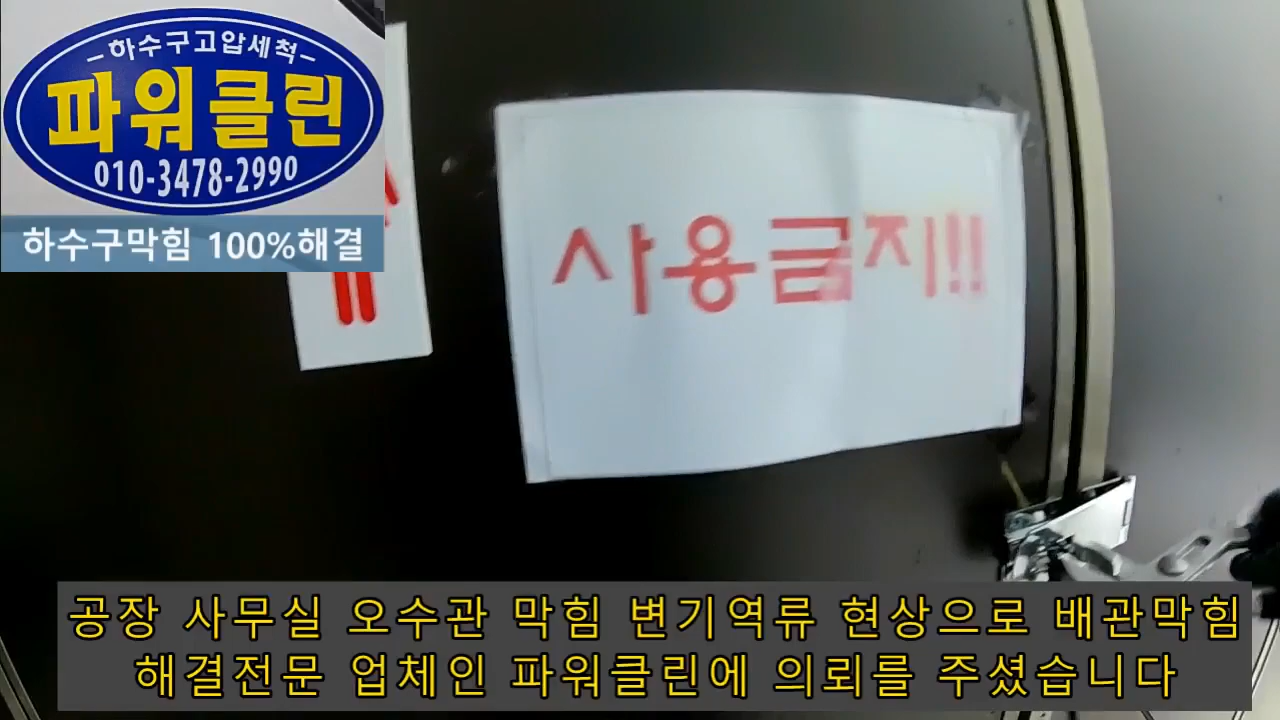 -하수구고압세척-
파워클린
010-3478-2990
하수구막힘 100%해결
사용금지!!
공장 사무실 오수관 막힘 변기역류 현상으로 배관막힘
해결전문 업체인 파워클린에 의뢰를 주셨습니다